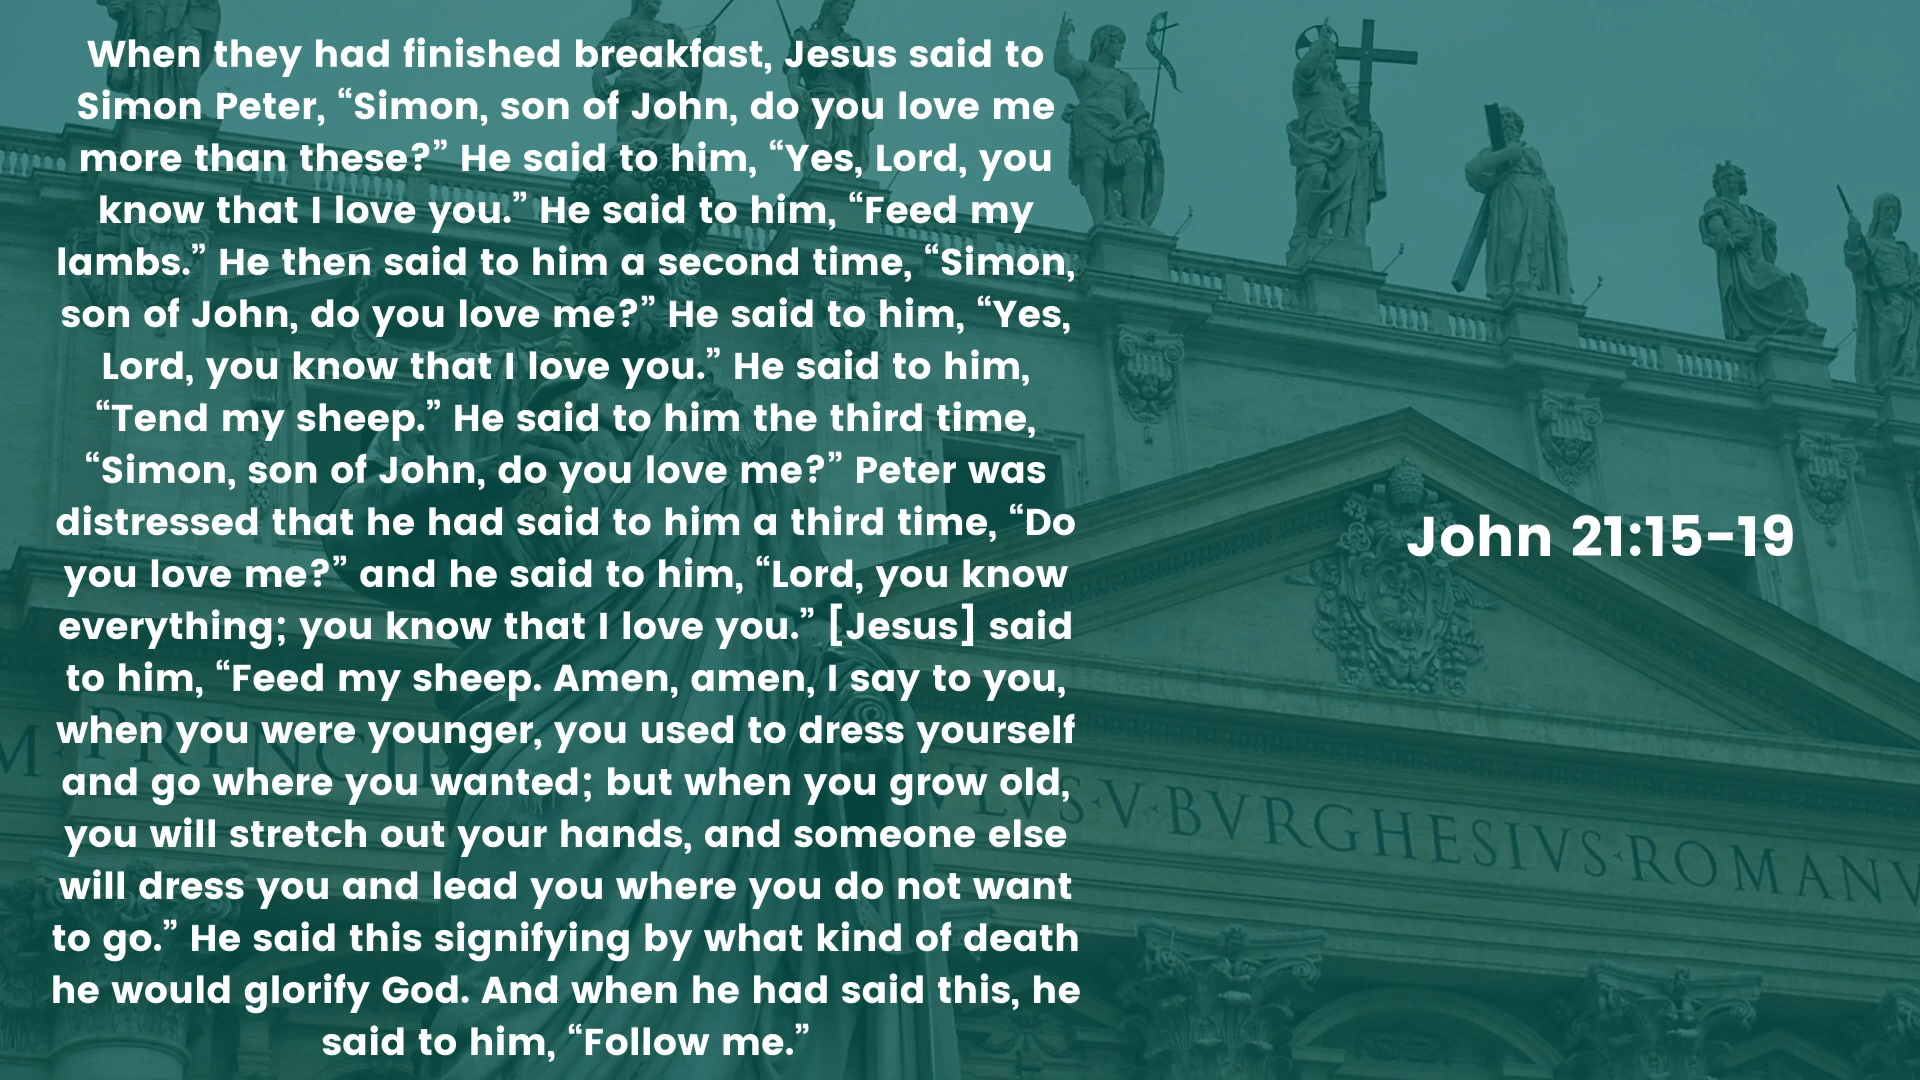 When they had finished breakfast, Jesus said to
Simon Peter, “Simon, son of John, do you love me
more than these?” He said to him, “Yes, Lord, you
know that I love you.” He said to him, “Feed my
lambs.” He then said to him a second time, “Simon,
son of John, do you love me?” He said to him, “Yes,
Lord, you know that I love you.” He said to him,
“Tend my sheep.” He said to him the third time,
“Simon, son of John, do you love me?” Peter was
distressed that he had said to him a third time, “Do
you love me?” and he said to him, “Lord, you know
everything; you know that I love you.” [Jesus] said
to him, “Feed my sheep. Amen, amen, I say to you,
when you were younger, you used to dress yourself
and go where you wanted; but when you grow old,
you will stretch out your hands, and someone else
will dress you and lead you where you do not want
to go.” He said this signifying by what kind of death
he would glorify God. And when he had said this, he
said to him, “Follow me.”
John 21:15-19
V·BVRGHESIVS·ROMANV